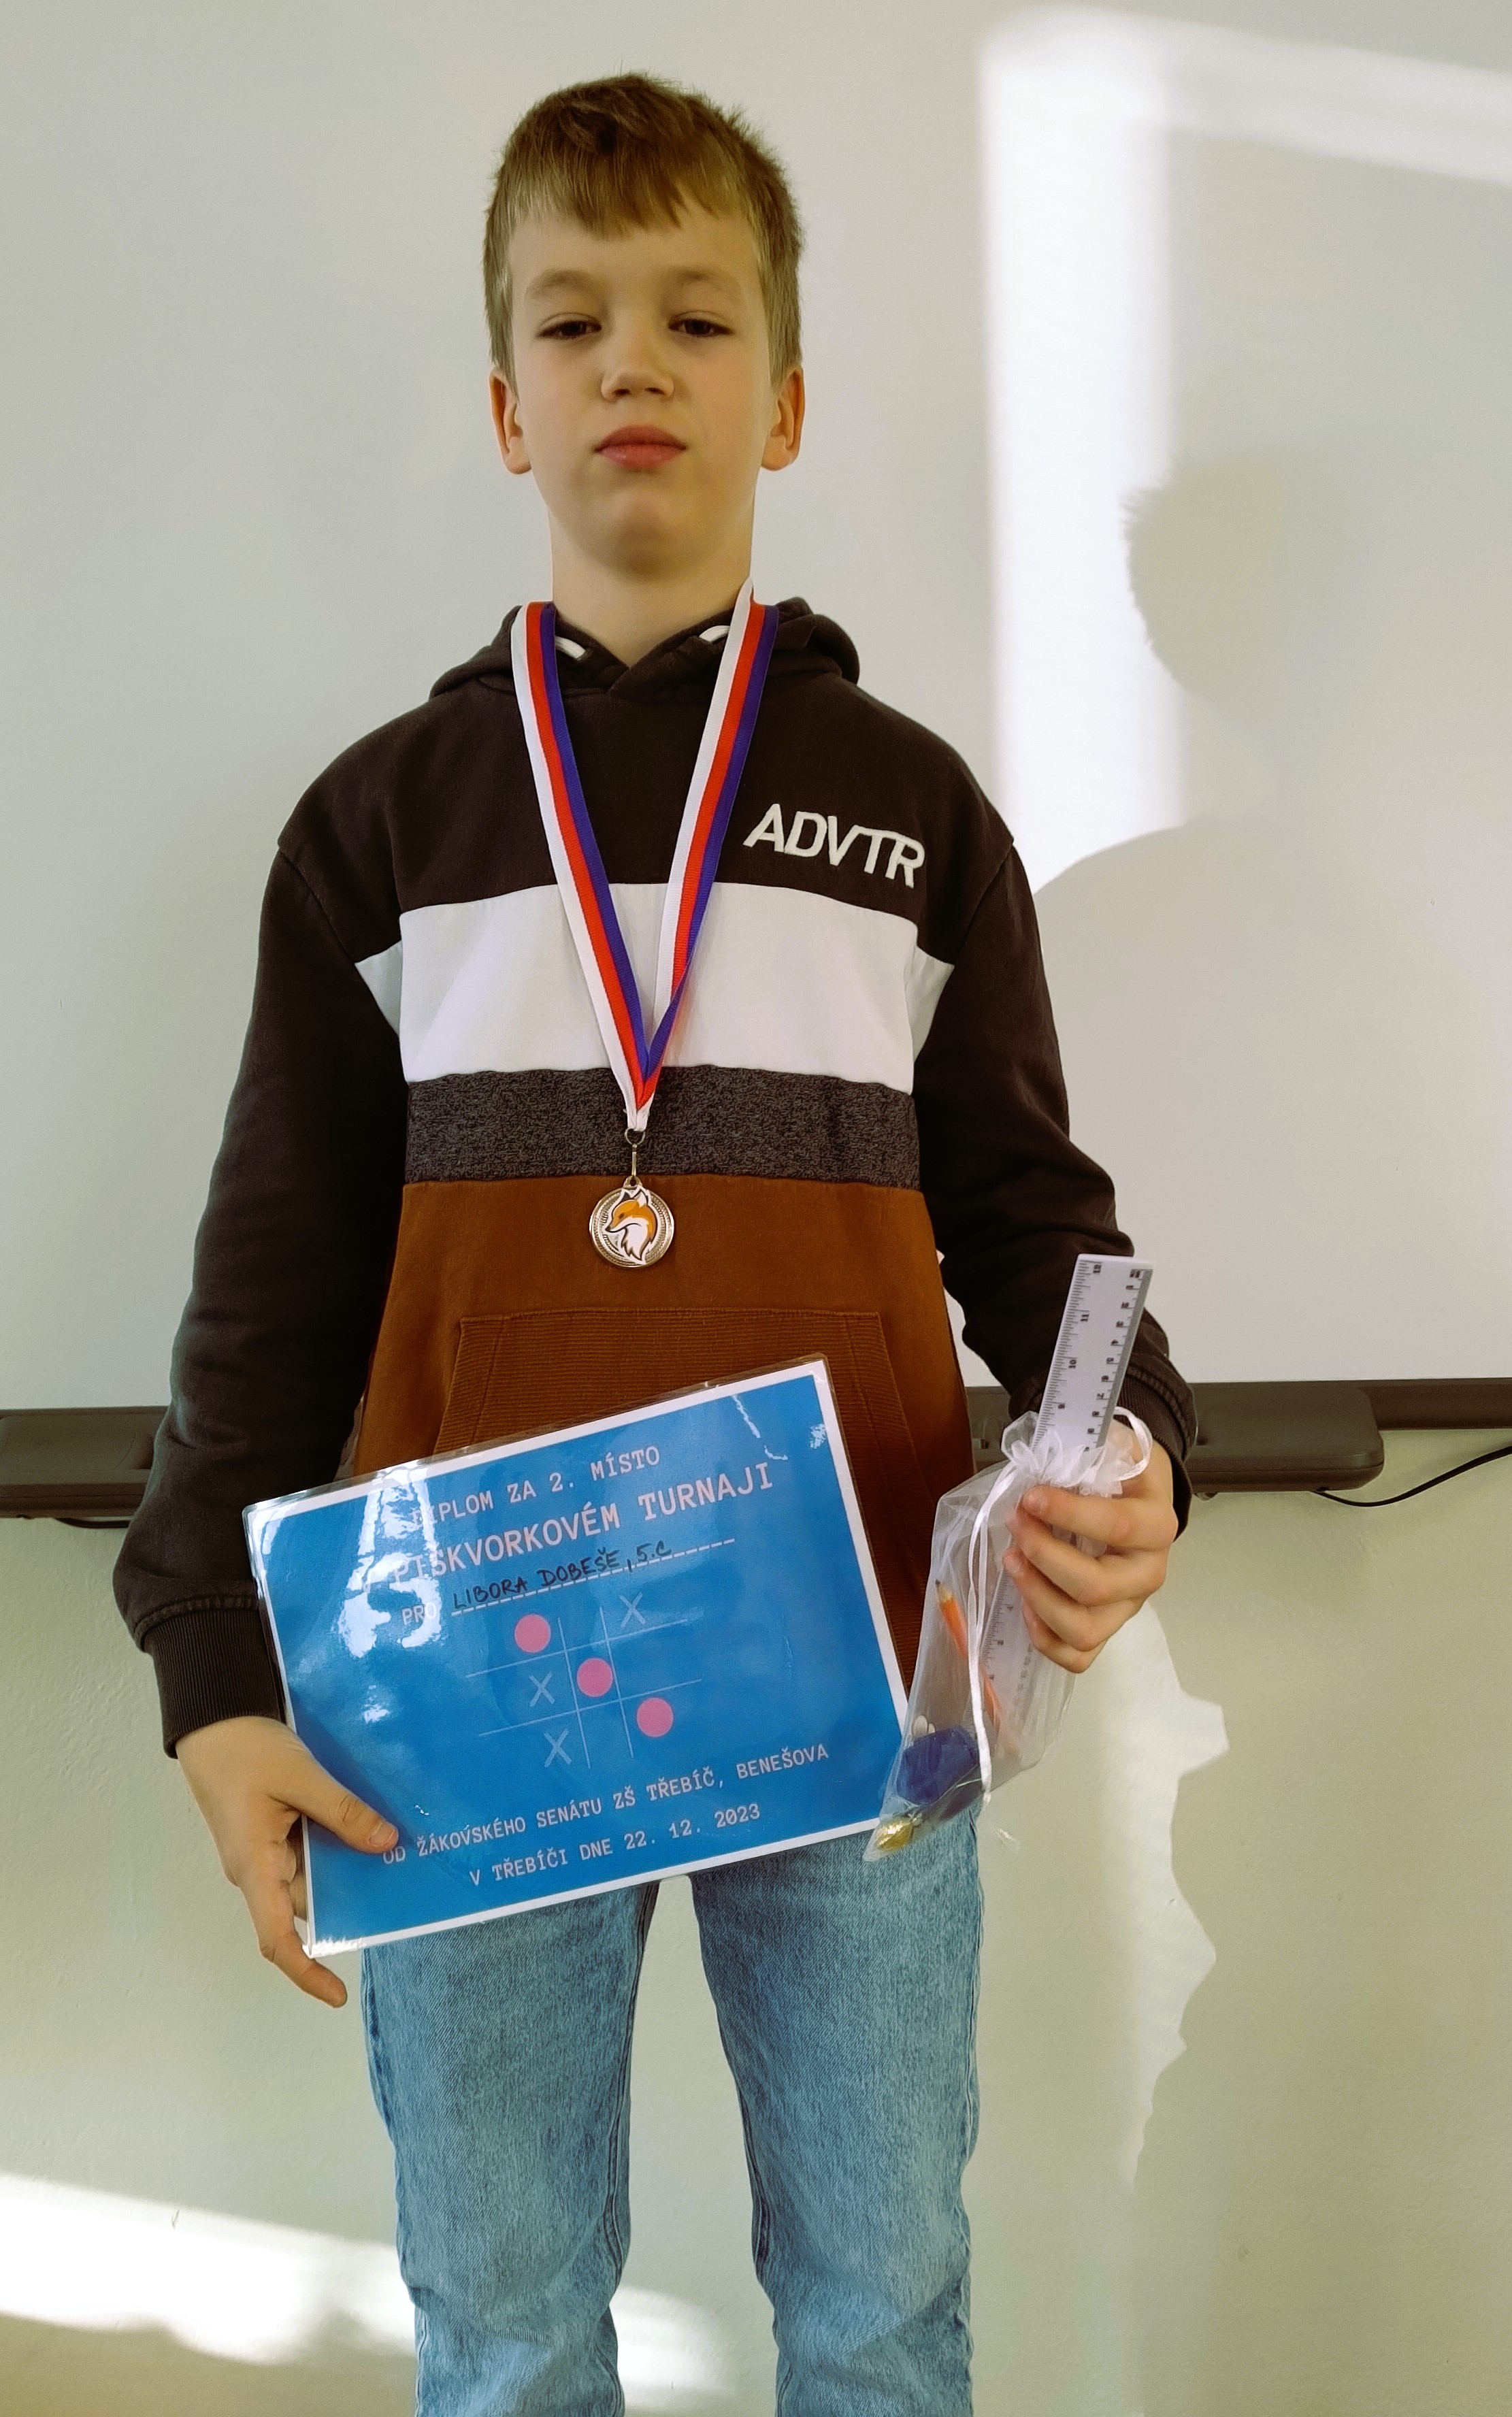 ADVTR
DIPLOM ZA 2. MÍSTO
V PIŠKVORKOVÉM TURNAJI
PRO LIBORA DOBEŠE, 5.C
X
X
X
OD ŽÁKOVSKÉHO SENÁTU ZŠ TŘEBÍČ, BENEŠOVA
V TŘEBÍČI DNE 22. 12. 2023